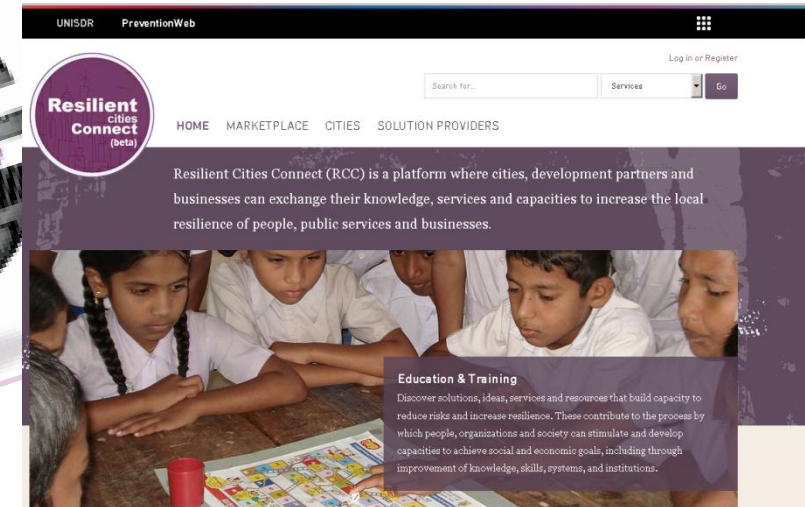 UNISDR PreventionWeb
Log in or Register
Search for... Services Go
Resilient
cities
Connect
(beta)
HOME MARKETPLACE CITIES SOLUTION PROVIDERS
Resilient Cities Connect (RCC) is a platform where cities, development partners and
businesses can exchange their knowledge, services and capacities to increase the local
resilience of people, public services and businesses.
Education & Training
Discover solutions, ideas, services and resources that build capacity to
reduce risks and increase resilience. These contribute to the process by
which people, organizations and society can stimulate and develop
capacities to achieve social and economic goals, including through
improvement of knowledge, skills, systems, and institutions.